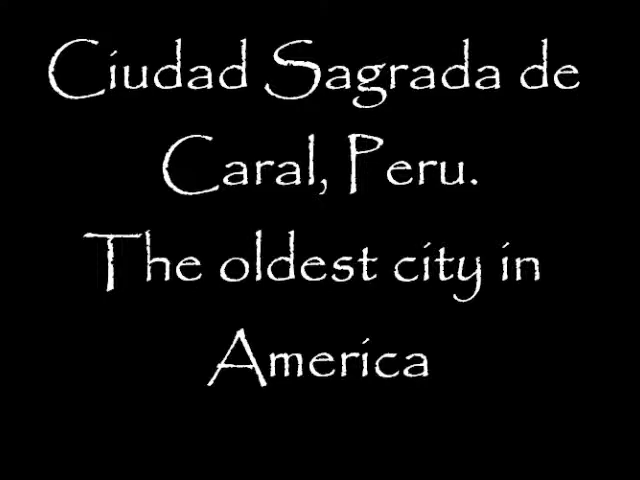 Ciudad Sagrada de
Caral, Peru.
The oldest city in
America